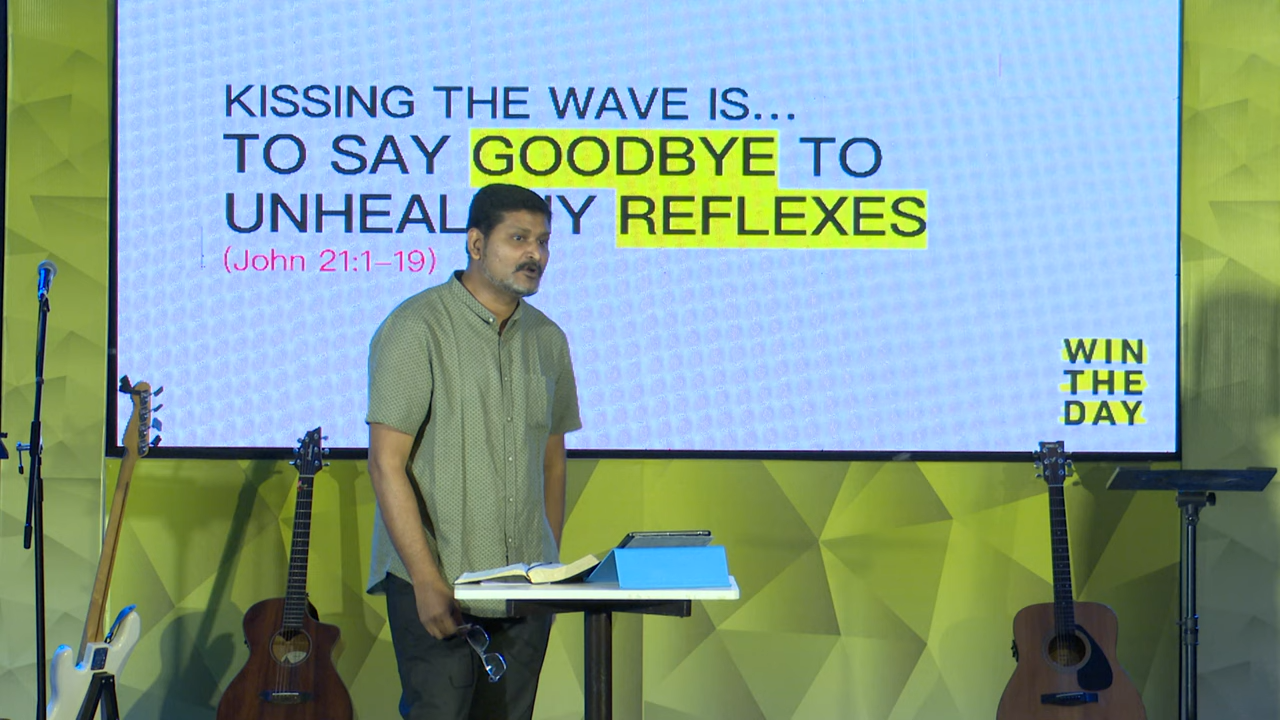 KISSING THE WAVE IS...
TO SAY GOODBYE TO
REFLEXES
(John 21:1–19)
WIN
THE
DAY